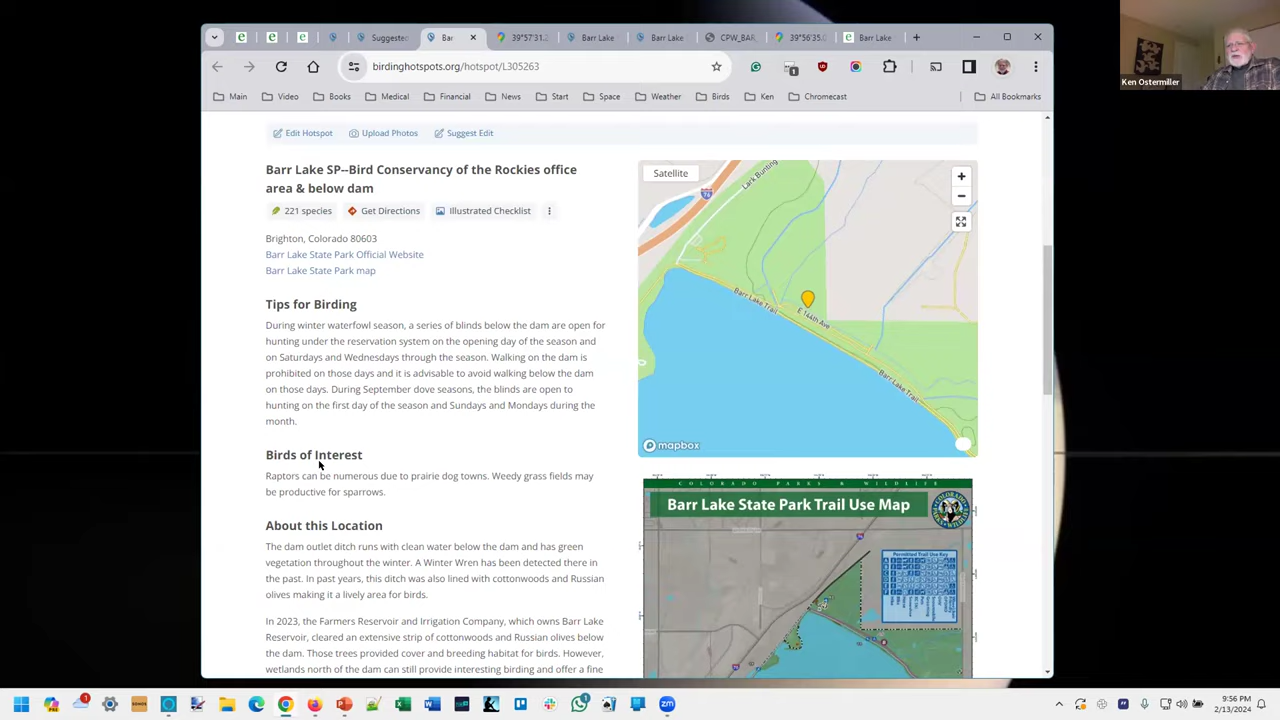 Suggested
Bar
39°57'31.2
Barr Lake
Barr Lake
CPW_BAR
39°56'35.0
Barr Lake
birdinghotspots.org/hotspot/L305263
Main
Video
Books
Medical
Financial
News
Start
Space
Weather
Birds
Ken
Chromecast
All Bookmarks
Ken Ostermiller
Edit Hotspot
Upload Photos
Suggest Edit
Barr Lake SP--Bird Conservancy of the Rockies office
area & below dam
221 species
Get Directions
Illustrated Checklist
Brighton, Colorado 80603
Barr Lake State Park Official Website
Barr Lake State Park map
Tips for Birding
During winter waterfowl season, a series of blinds below the dam are open for
hunting under the reservation system on the opening day of the season and
on Saturdays and Wednesdays through the season. Walking on the dam is
prohibited on those days and it is advisable to avoid walking below the dam
on those days. During September dove seasons, the blinds are open to
hunting on the first day of the season and Sundays and Mondays during the
month.
Birds of Interest
Raptors can be numerous due to prairie dog towns. Weedy grass fields may
be productive for sparrows.
About this Location
The dam outlet ditch runs with clean water below the dam and has green
vegetation throughout the winter. A Winter Wren has been detected there in
the past. In past years, this ditch was also lined with cottonwoods and Russian
olives making it a lively area for birds.
In 2023, the Farmers Reservoir and Irrigation Company, which owns Barr Lake
Reservoir, cleared an extensive strip of cottonwoods and Russian olives below
the dam. Those trees provided cover and breeding habitat for birds. However,
wetlands north of the dam can still provide interesting birding and offer a fine
Satellite
Lark Bunting
76
Barr Lake Trail
E 144th Ave
Barr Lake Trail
mapbox
COLORADO PARKS & WILDLIFE
Barr Lake State Park Trail Use Map
Permitted Trail Use Key
9:56 PM
2/13/2024